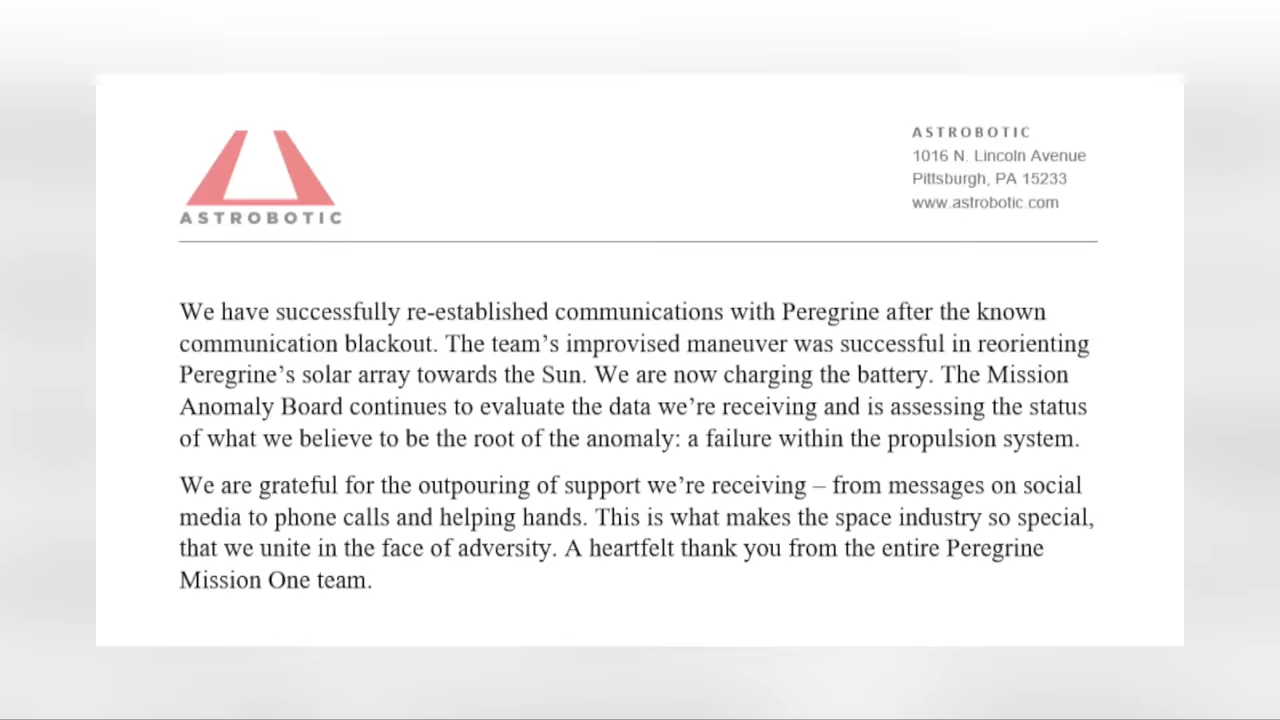 ASTROBOTIC
ASTROBOTIC
1016 N. Lincoln Avenue
Pittsburgh, PA 15233
www.astrobotic.com
We have successfully re-established communications with Peregrine after the known
communication blackout. The team’s improvised maneuver was successful in reorienting
Peregrine’s solar array towards the Sun. We are now charging the battery. The Mission
Anomaly Board continues to evaluate the data we’re receiving and is assessing the status
of what we believe to be the root of the anomaly: a failure within the propulsion system.
We are grateful for the outpouring of support we’re receiving – from messages on social
media to phone calls and helping hands. This is what makes the space industry so special,
that we unite in the face of adversity. A heartfelt thank you from the entire Peregrine
Mission One team.